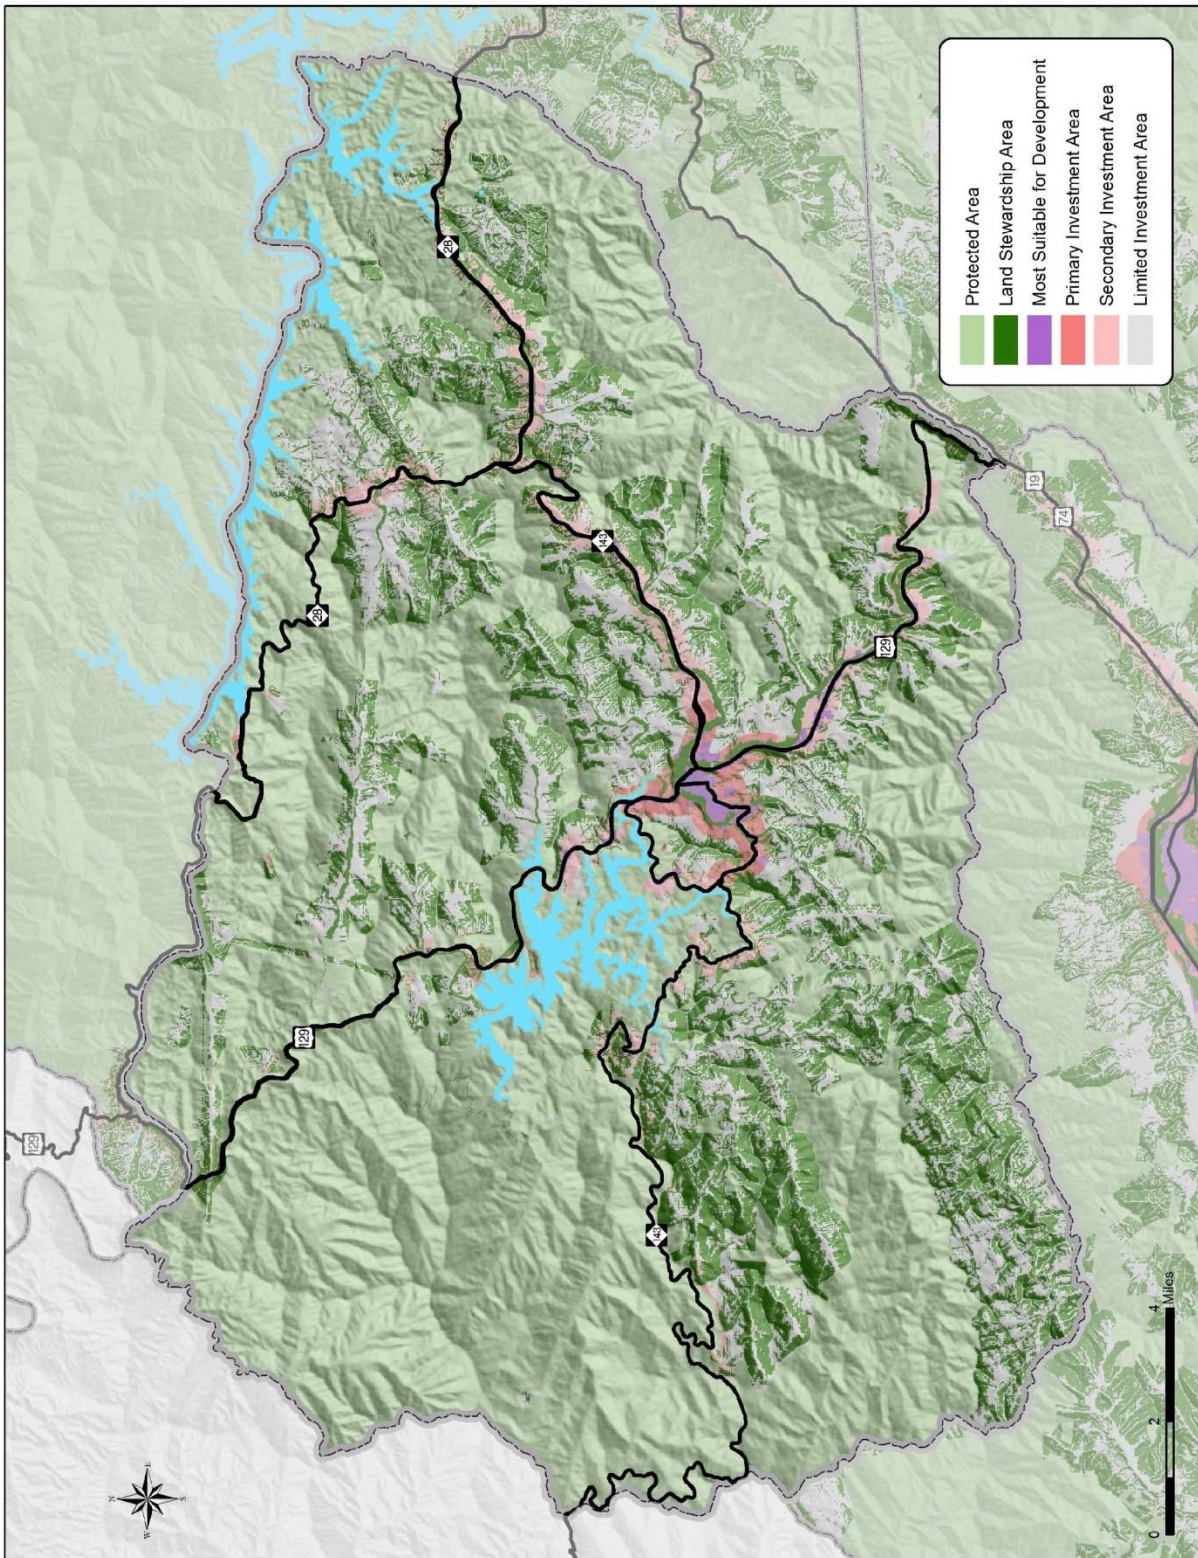 N
W
E
S
129
129
28
28
143
143
129
19
74
Protected Area
Land Stewardship Area
Most Suitable for Development
Primary Investment Area
Secondary Investment Area
Limited Investment Area
0
2
4
Miles